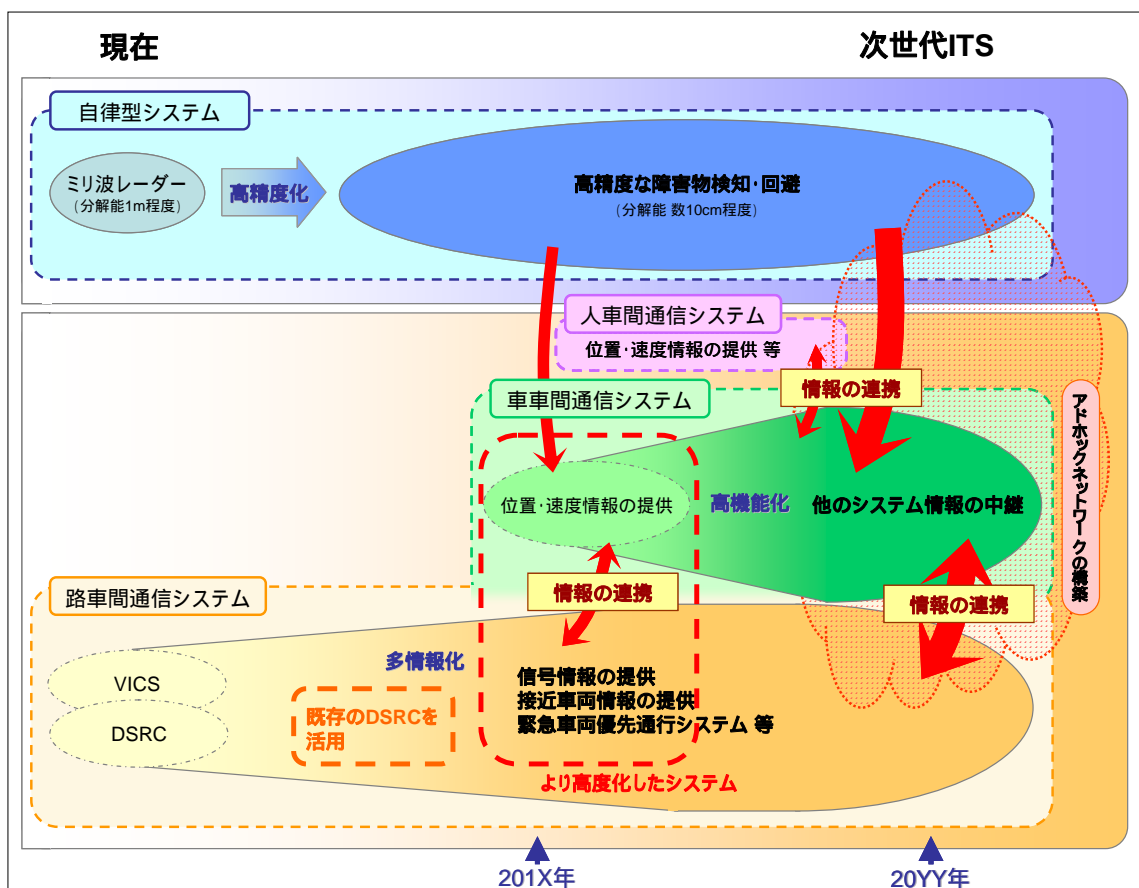 現在
次世代ITS
自律型システム
ミリ波レーダー
(分解能1m程度)
高精度化
高精度な障害物検知・回避
(分解能 数10cm程度)
人車間通信システム
位置・速度情報の提供 等
情報の連携
車車間通信システム
位置・速度情報の提供
高機能化
他のシステム情報の中継
アドホックネットワークの構築
情報の連携
情報の連携
路車間通信システム
多情報化
VICS
DSRC
既存のDSRCを
活用
信号情報の提供
接近車両情報の提供
緊急車両優先通行システム 等
より高度化したシステム
201X年
20YY年